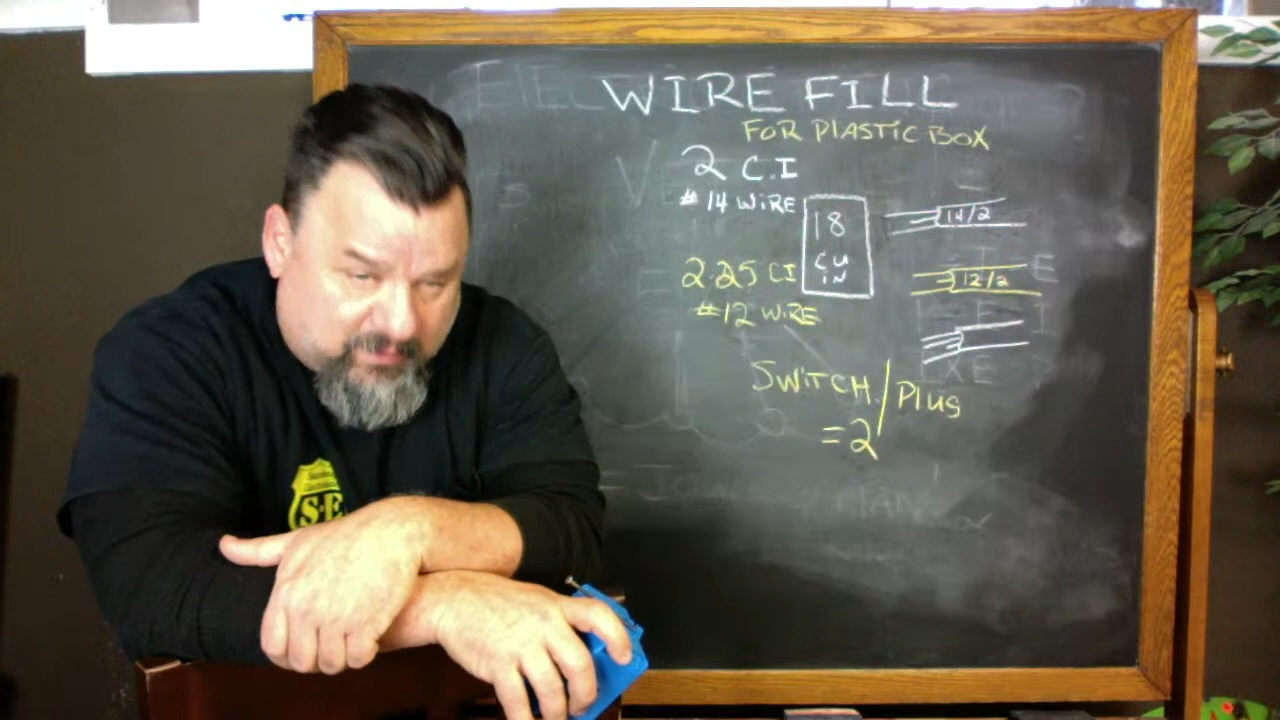 WIRE FILL
FOR PLASTIC BOX
2 C.I
# 14 WIRE
18
CU
IN
14/2
2.25 CI
#12 WIRE
12/2
SWITCH / PLUG
=2
S·E